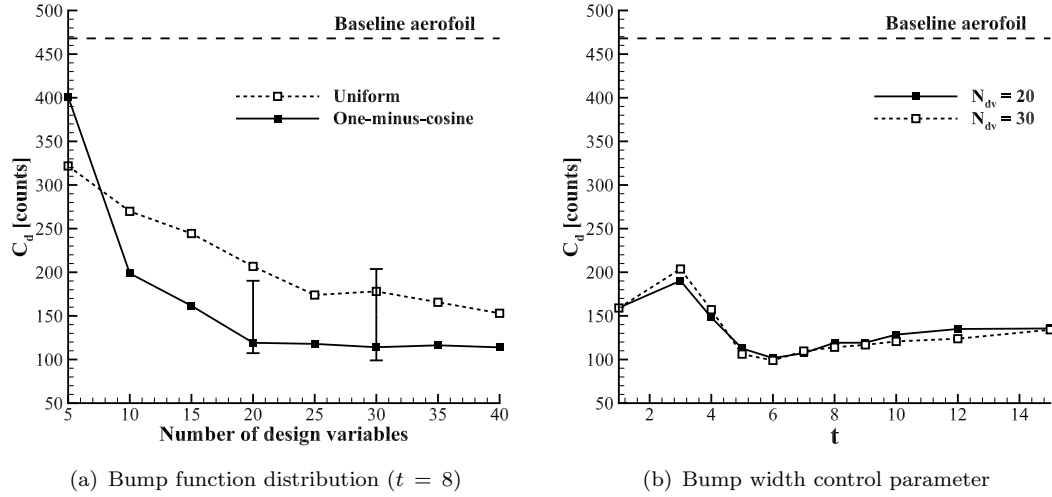 500
450
400
350
300
250
200
150
100
50
C_d [counts]
Baseline aerofoil
Uniform
One-minus-cosine
5 10 15 20 25 30 35 40
Number of design variables
(a) Bump function distribution (t = 8)
500
450
400
350
300
250
200
150
100
50
C_d [counts]
Baseline aerofoil
N_dv = 20
N_dv = 30
2 4 6 8 10 12 14
t
(b) Bump width control parameter